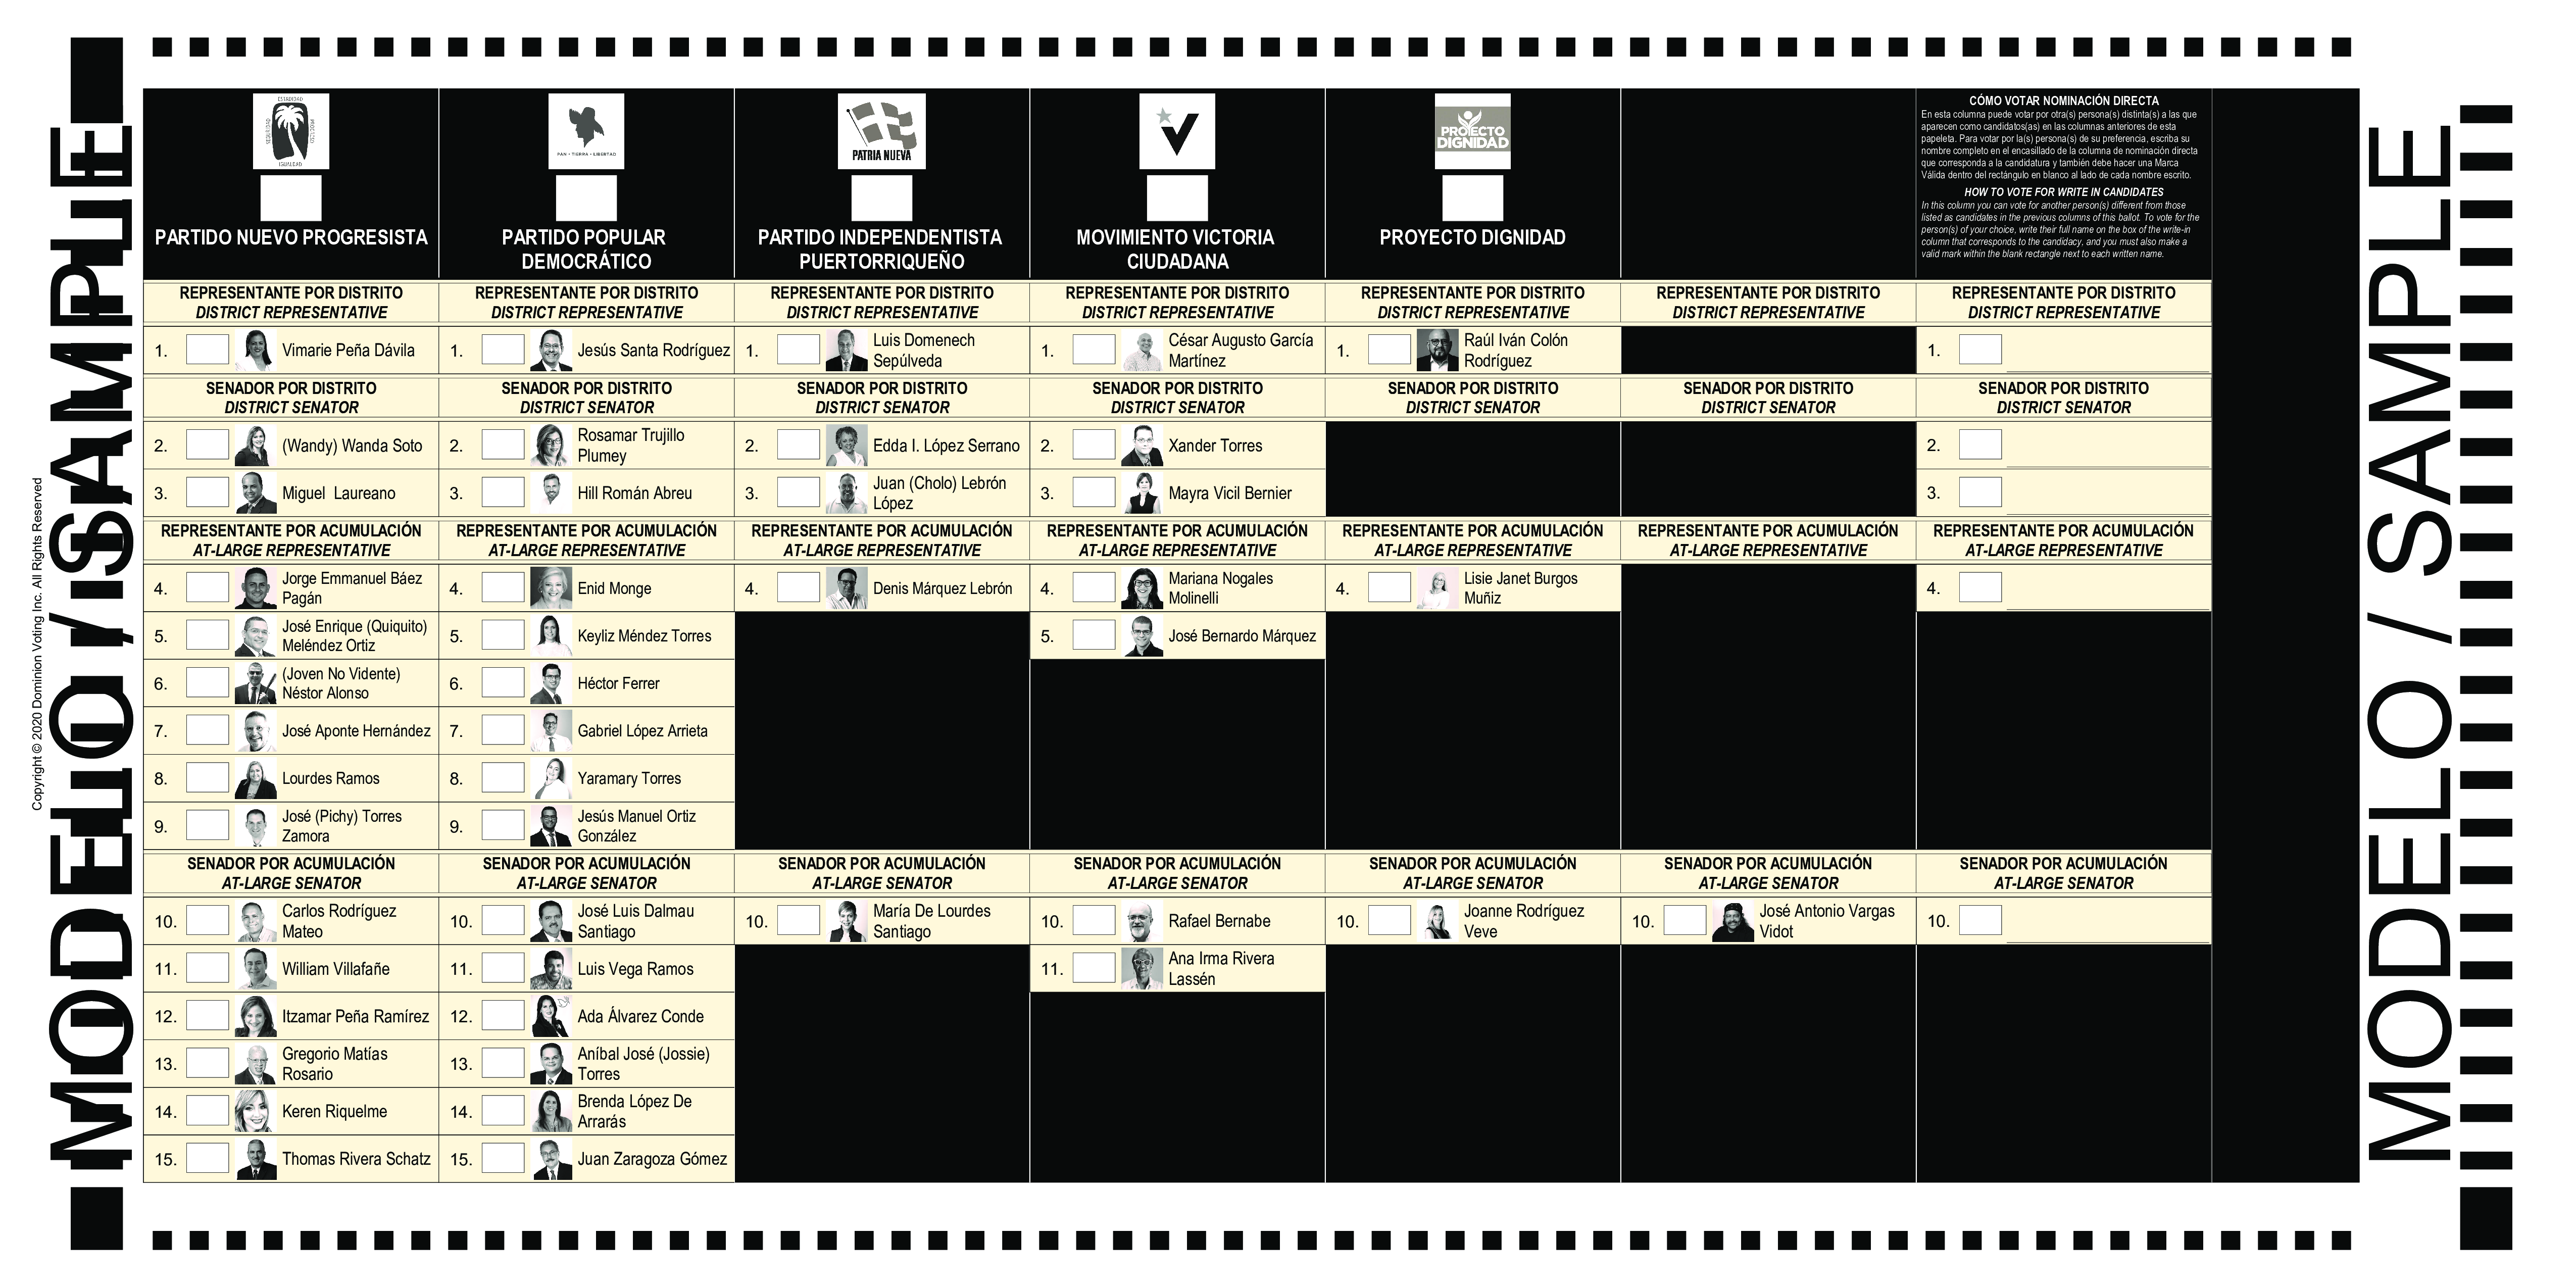 MODELO / SAMPLE
Copyright © 2020 Dominion Voting Inc. All Rights Reserved
ESTADIDAD
SEGURIDAD
PROGRESO
IGUALDAD
PARTIDO NUEVO PROGRESISTA
PAN • TIERRA • LIBERTAD
PARTIDO POPULAR
DEMOCRÁTICO
PATRIA NUEVA
PARTIDO INDEPENDENTISTA
PUERTORRIQUEÑO
MOVIMIENTO VICTORIA
CIUDADANA
PROYECTO
DIGNIDAD
PROYECTO DIGNIDAD
CÓMO VOTAR NOMINACIÓN DIRECTA
En esta columna puede votar por otra(s) persona(s) distinta(s) a las que
aparecen como candidatos(as) en las columnas anteriores de esta
papeleta. Para votar por la(s) persona(s) de su preferencia, escriba su
nombre completo en el encasillado de la columna de nominación directa
que corresponda a la candidatura y también debe hacer una Marca
Válida dentro del rectángulo en blanco al lado de cada nombre escrito.
HOW TO VOTE FOR WRITE IN CANDIDATES
In this column you can vote for another person(s) different from those
listed as candidates in the previous columns of this ballot. To vote for the
person(s) of your choice, write their full name on the box of the write-in
column that corresponds to the candidacy, and you must also make a
valid mark within the blank rectangle next to each written name.
REPRESENTANTE POR DISTRITO REPRESENTANTE POR DISTRITO REPRESENTANTE POR DISTRITO REPRESENTANTE POR DISTRITO REPRESENTANTE POR DISTRITO REPRESENTANTE POR DISTRITO REPRESENTANTE POR DISTRITO
DISTRICT REPRESENTATIVE DISTRICT REPRESENTATIVE DISTRICT REPRESENTATIVE DISTRICT REPRESENTATIVE DISTRICT REPRESENTATIVE DISTRICT REPRESENTATIVE DISTRICT REPRESENTATIVE
1. Vimarie Peña Dávila
1. Jesús Santa Rodríguez
1. Luis Domenech
Sepúlveda
1. César Augusto García
Martínez
1. Raúl Iván Colón
Rodríguez
1.
SENADOR POR DISTRITO SENADOR POR DISTRITO SENADOR POR DISTRITO SENADOR POR DISTRITO SENADOR POR DISTRITO SENADOR POR DISTRITO SENADOR POR DISTRITO
DISTRICT SENATOR DISTRICT SENATOR DISTRICT SENATOR DISTRICT SENATOR DISTRICT SENATOR DISTRICT SENATOR DISTRICT SENATOR
2. (Wandy) Wanda Soto
2. Rosamar Trujillo
Plumey
2. Edda I. López Serrano
2. Xander Torres
2.
3. Miguel Laureano
3. Hill Román Abreu
3. Juan (Cholo) Lebrón
López
3. Mayra Vicil Bernier
3.
REPRESENTANTE POR ACUMULACIÓN REPRESENTANTE POR ACUMULACIÓN REPRESENTANTE POR ACUMULACIÓN REPRESENTANTE POR ACUMULACIÓN REPRESENTANTE POR ACUMULACIÓN REPRESENTANTE POR ACUMULACIÓN REPRESENTANTE POR ACUMULACIÓN
AT-LARGE REPRESENTATIVE AT-LARGE REPRESENTATIVE AT-LARGE REPRESENTATIVE AT-LARGE REPRESENTATIVE AT-LARGE REPRESENTATIVE AT-LARGE REPRESENTATIVE AT-LARGE REPRESENTATIVE
4. Jorge Emmanuel Báez
Pagán
4. Enid Monge
4. Denis Márquez Lebrón
4. Mariana Nogales
Molinelli
4. Lisie Janet Burgos
Muñiz
4.
5. José Enrique (Quiquito)
Meléndez Ortiz
5. Keyliz Méndez Torres
5. José Bernardo Márquez
6. (Joven No Vidente)
Néstor Alonso
6. Héctor Ferrer
7. José Aponte Hernández
7. Gabriel López Arrieta
8. Lourdes Ramos
8. Yaramary Torres
9. José (Pichy) Torres
Zamora
9. Jesús Manuel Ortiz
González
SENADOR POR ACUMULACIÓN SENADOR POR ACUMULACIÓN SENADOR POR ACUMULACIÓN SENADOR POR ACUMULACIÓN SENADOR POR ACUMULACIÓN SENADOR POR ACUMULACIÓN SENADOR POR ACUMULACIÓN
AT-LARGE SENATOR AT-LARGE SENATOR AT-LARGE SENATOR AT-LARGE SENATOR AT-LARGE SENATOR AT-LARGE SENATOR AT-LARGE SENATOR
10. Carlos Rodríguez
Mateo
10. José Luis Dalmau
Santiago
10. María De Lourdes
Santiago
10. Rafael Bernabe
10. Joanne Rodríguez
Veve
10. José Antonio Vargas
Vidot
10.
11. William Villafañe
11. Luis Vega Ramos
11. Ana Irma Rivera
Lassén
12. Itzamar Peña Ramírez
12. Ada Álvarez Conde
13. Gregorio Matías
Rosario
13. Aníbal José (Jossie)
Torres
14. Keren Riquelme
14. Brenda López De
Arrarás
15. Thomas Rivera Schatz
15. Juan Zaragoza Gómez
MODELO / SAMPLE